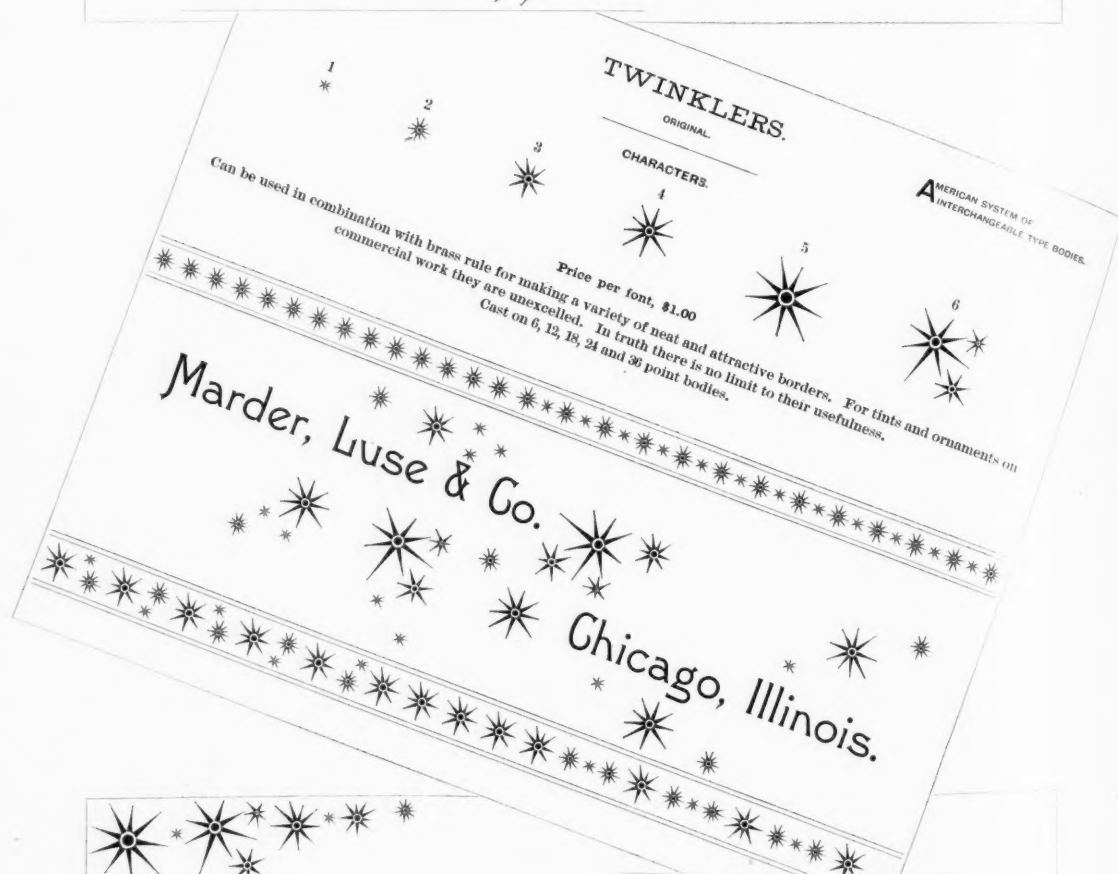 TWINKLERS.
ORIGINAL.
CHARACTERS.
1
2
3
4
5
6
AMERICAN SYSTEM OF
INTERCHANGEABLE TYPE BODIES.
Price per font, $1.00
Can be used in combination with brass rule for making a variety of neat and attractive borders. For tints and ornaments on
commercial work they are unexcelled. In truth there is no limit to their usefulness.
Cast on 6, 12, 18, 24 and 36 point bodies.
Marder, Luse & Co.
Chicago, Illinois.